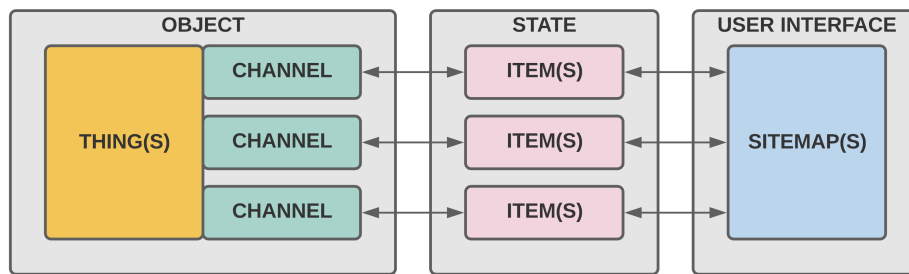 OBJECT
STATE
USER INTERFACE
THING(S)
CHANNEL
CHANNEL
CHANNEL
ITEM(S)
ITEM(S)
ITEM(S)
SITEMAP(S)